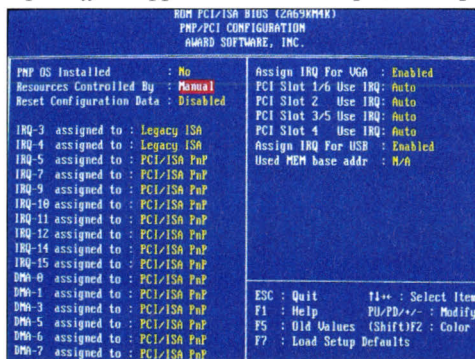 ROM PCI/ISA BIOS (2A69KM4K)
PNP/PCI CONFIGURATION
AWARD SOFTWARE, INC.
PNP OS Installed : No
Resources Controlled By : Manual
Reset Configuration Data : Disabled
IRQ-3 assigned to : Legacy ISA
IRQ-4 assigned to : Legacy ISA
IRQ-5 assigned to : PCI/ISA PnP
IRQ-7 assigned to : PCI/ISA PnP
IRQ-9 assigned to : PCI/ISA PnP
IRQ-10 assigned to : PCI/ISA PnP
IRQ-11 assigned to : PCI/ISA PnP
IRQ-12 assigned to : PCI/ISA PnP
IRQ-14 assigned to : PCI/ISA PnP
IRQ-15 assigned to : PCI/ISA PnP
DMA-0 assigned to : PCI/ISA PnP
DMA-1 assigned to : PCI/ISA PnP
DMA-3 assigned to : PCI/ISA PnP
DMA-5 assigned to : PCI/ISA PnP
DMA-6 assigned to : PCI/ISA PnP
DMA-7 assigned to : PCI/ISA PnP
Assign IRQ For VGA : Enabled
PCI Slot 1/6 Use IRQ: Auto
PCI Slot 2 Use IRQ: Auto
PCI Slot 3/5 Use IRQ: Auto
PCI Slot 4 Use IRQ: Auto
Assign IRQ For USB : Enabled
Used MEM base addr : N/A
ESC : Quit ↑↓→← : Select Item
F1 : Help PU/PD/+/- : Modify
F5 : Old Values (Shift)F2 : Color
F7 : Load Setup Defaults